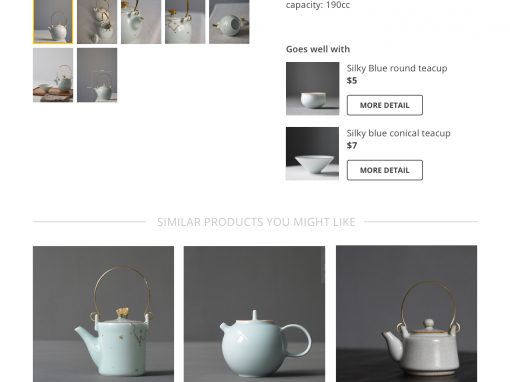 capacity: 190cc
Goes well with
Silky Blue round teacup
$5
MORE DETAIL
Silky blue conical teacup
$7
MORE DETAIL
SIMILAR PRODUCTS YOU MIGHT LIKE